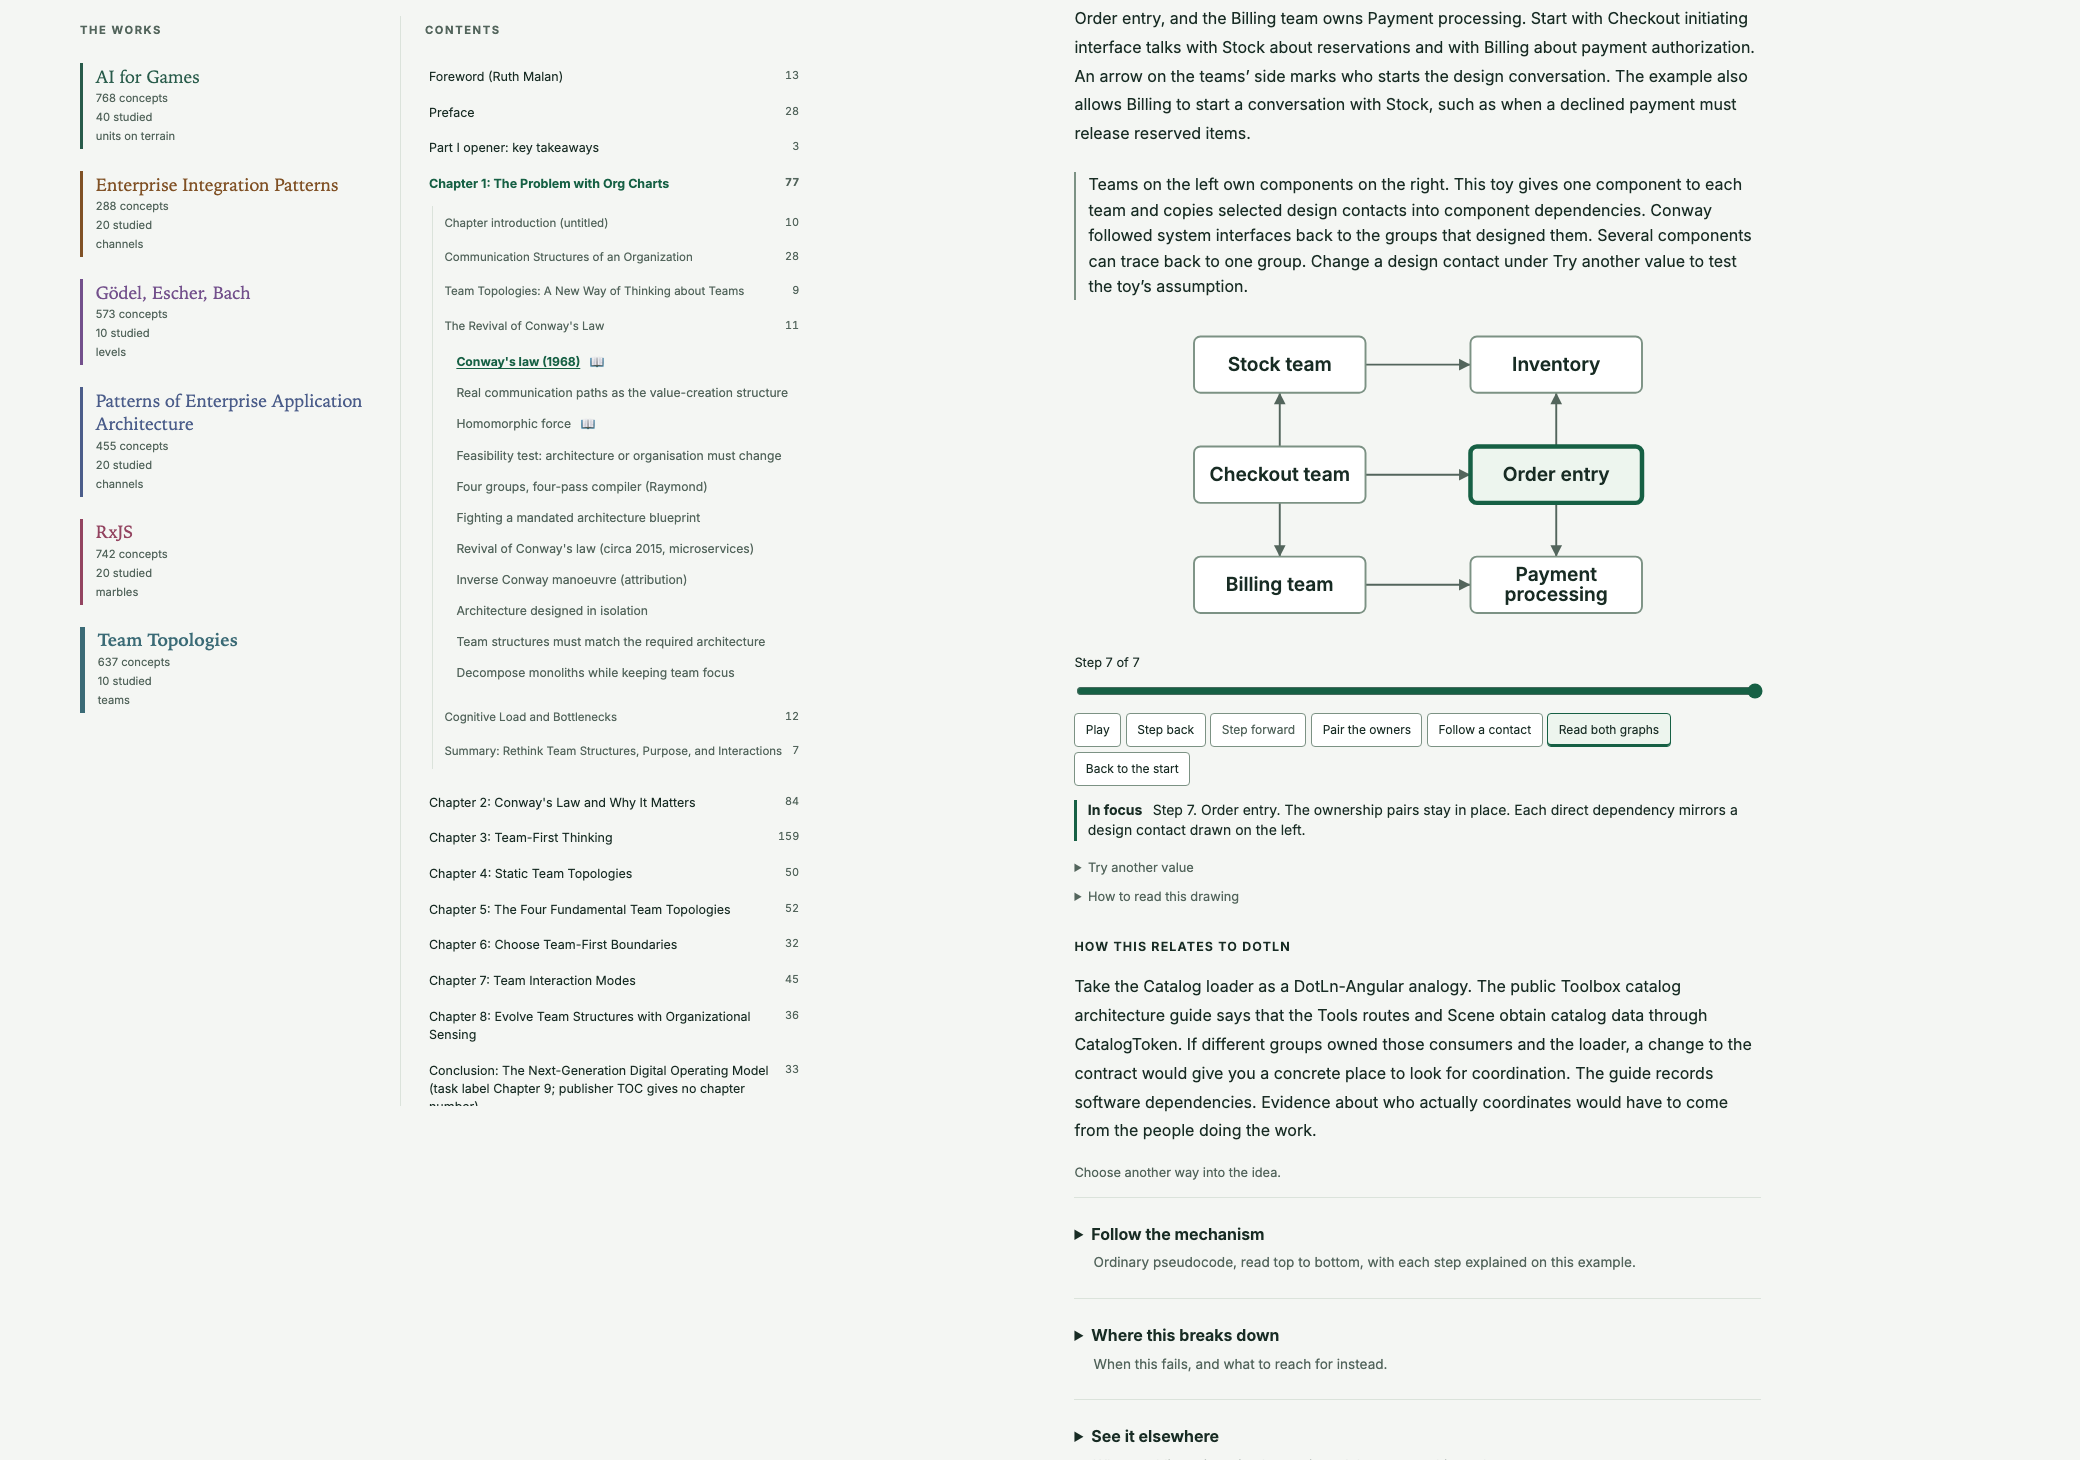 THE WORKS
AI for Games
768 concepts
40 studied
units on terrain
Enterprise Integration Patterns
288 concepts
20 studied
channels
Gödel, Escher, Bach
573 concepts
10 studied
levels
Patterns of Enterprise Application
Architecture
455 concepts
20 studied
channels
RxJS
742 concepts
20 studied
marbles
Team Topologies
637 concepts
10 studied
teams
CONTENTS
Foreword (Ruth Malan) 13
Preface 28
Part I opener: key takeaways 3
Chapter 1: The Problem with Org Charts 77
Chapter introduction (untitled) 10
Communication Structures of an Organization 28
Team Topologies: A New Way of Thinking about Teams 9
The Revival of Conway's Law 11
Conway's law (1968)
Real communication paths as the value-creation structure
Homomorphic force
Feasibility test: architecture or organisation must change
Four groups, four-pass compiler (Raymond)
Fighting a mandated architecture blueprint
Revival of Conway's law (circa 2015, microservices)
Inverse Conway manoeuvre (attribution)
Architecture designed in isolation
Team structures must match the required architecture
Decompose monoliths while keeping team focus
Cognitive Load and Bottlenecks 12
Summary: Rethink Team Structures, Purpose, and Interactions 7
Chapter 2: Conway's Law and Why It Matters 84
Chapter 3: Team-First Thinking 159
Chapter 4: Static Team Topologies 50
Chapter 5: The Four Fundamental Team Topologies 52
Chapter 6: Choose Team-First Boundaries 32
Chapter 7: Team Interaction Modes 45
Chapter 8: Evolve Team Structures with Organizational 36
Sensing
Conclusion: The Next-Generation Digital Operating Model 33
(task label Chapter 9; publisher TOC gives no chapter
number)
Order entry, and the Billing team owns Payment processing. Start with Checkout initiating
interface talks with Stock about reservations and with Billing about payment authorization.
An arrow on the teams’ side marks who starts the design conversation. The example also
allows Billing to start a conversation with Stock, such as when a declined payment must
release reserved items.
Teams on the left own components on the right. This toy gives one component to each
team and copies selected design contacts into component dependencies. Conway
followed system interfaces back to the groups that designed them. Several components
can trace back to one group. Change a design contact under Try another value to test
the toy’s assumption.
Stock team
Inventory
Checkout team
Order entry
Billing team
Payment
processing
Step 7 of 7
Play
Step back
Step forward
Pair the owners
Follow a contact
Read both graphs
Back to the start
In focus Step 7. Order entry. The ownership pairs stay in place. Each direct dependency mirrors a
design contact drawn on the left.
Try another value
How to read this drawing
HOW THIS RELATES TO DOTLN
Take the Catalog loader as a DotLn-Angular analogy. The public Toolbox catalog
architecture guide says that the Tools routes and Scene obtain catalog data through
CatalogToken. If different groups owned those consumers and the loader, a change to the
contract would give you a concrete place to look for coordination. The guide records
software dependencies. Evidence about who actually coordinates would have to come
from the people doing the work.
Choose another way into the idea.
Follow the mechanism
Ordinary pseudocode, read top to bottom, with each step explained on this example.
Where this breaks down
When this fails, and what to reach for instead.
See it elsewhere